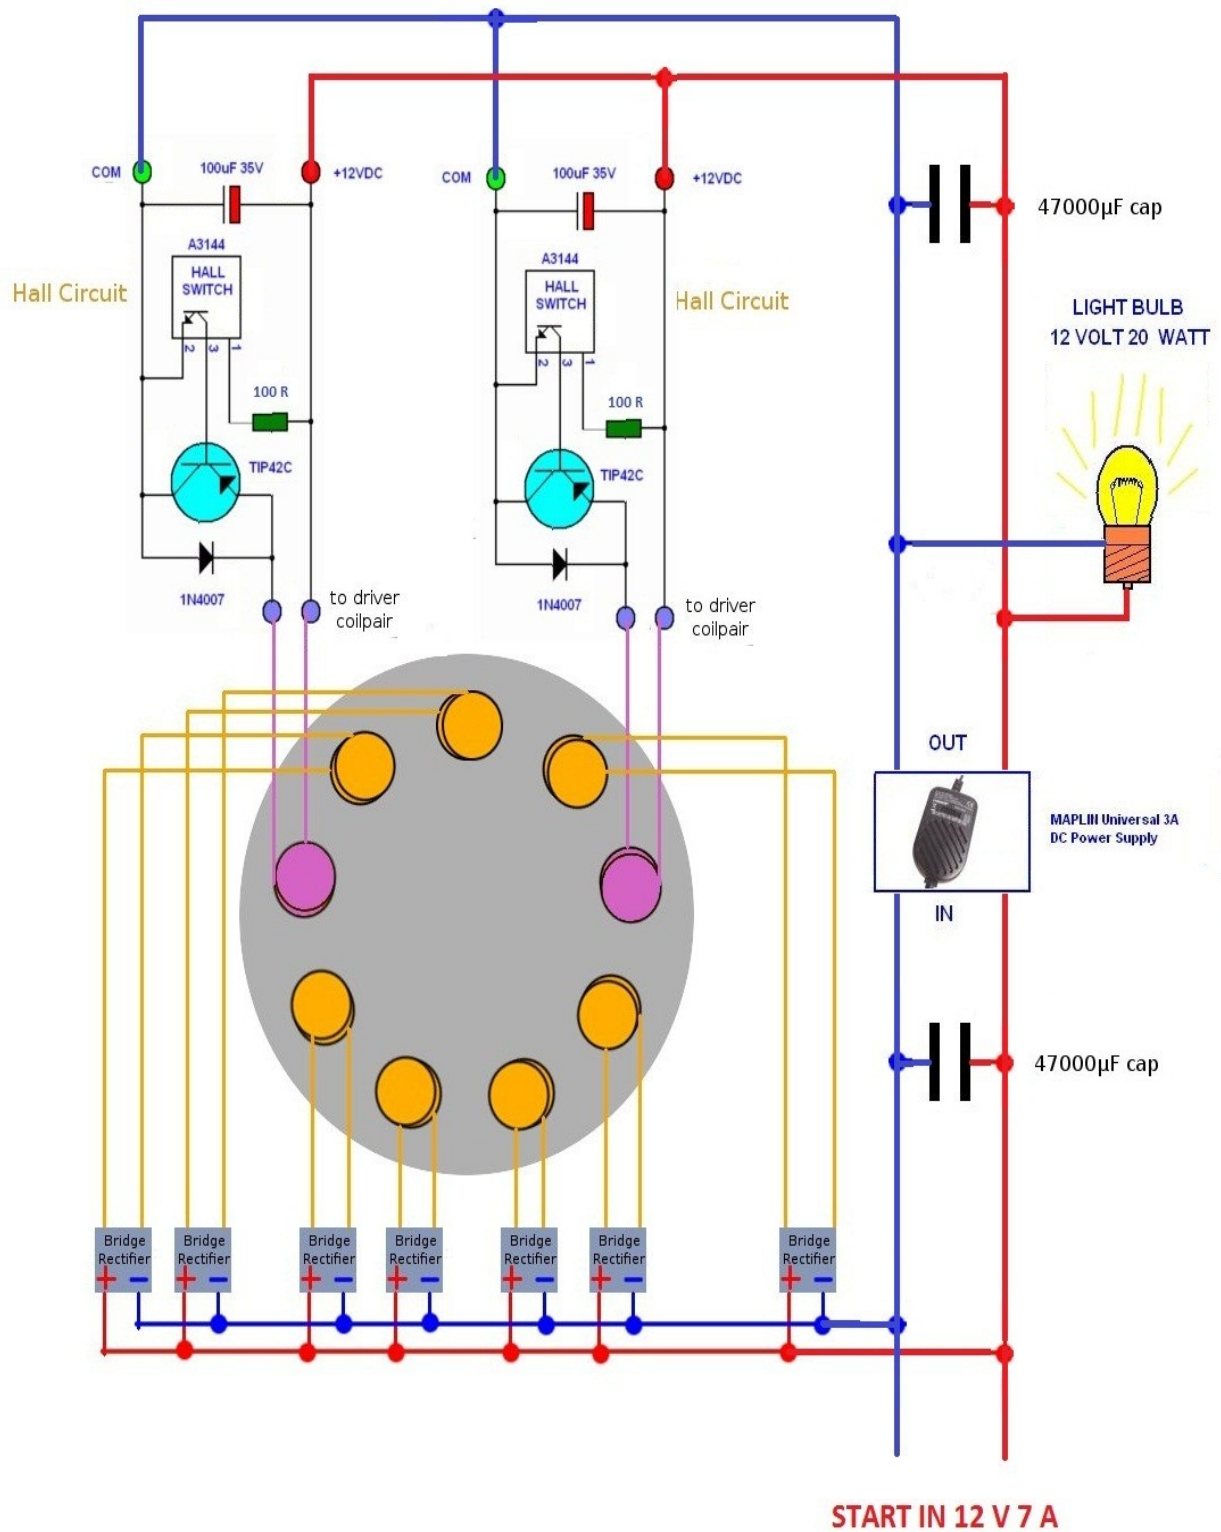 COM
100uF 35V
+12VDC
COM
100uF 35V
+12VDC
47000µF cap
A3144
HALL
SWITCH
2 3 1
Hall Circuit
A3144
HALL
SWITCH
2 3 1
Hall Circuit
LIGHT BULB
12 VOLT 20 WATT
100 R
100 R
TIP42C
TIP42C
1N4007
to driver
coilpair
1N4007
to driver
coilpair
OUT
MAPLIN Universal 3A
DC Power Supply
IN
47000µF cap
Bridge
Rectifier
+ −
Bridge
Rectifier
+ −
Bridge
Rectifier
+ −
Bridge
Rectifier
+ −
Bridge
Rectifier
+ −
Bridge
Rectifier
+ −
Bridge
Rectifier
+ −
START IN 12 V 7 A